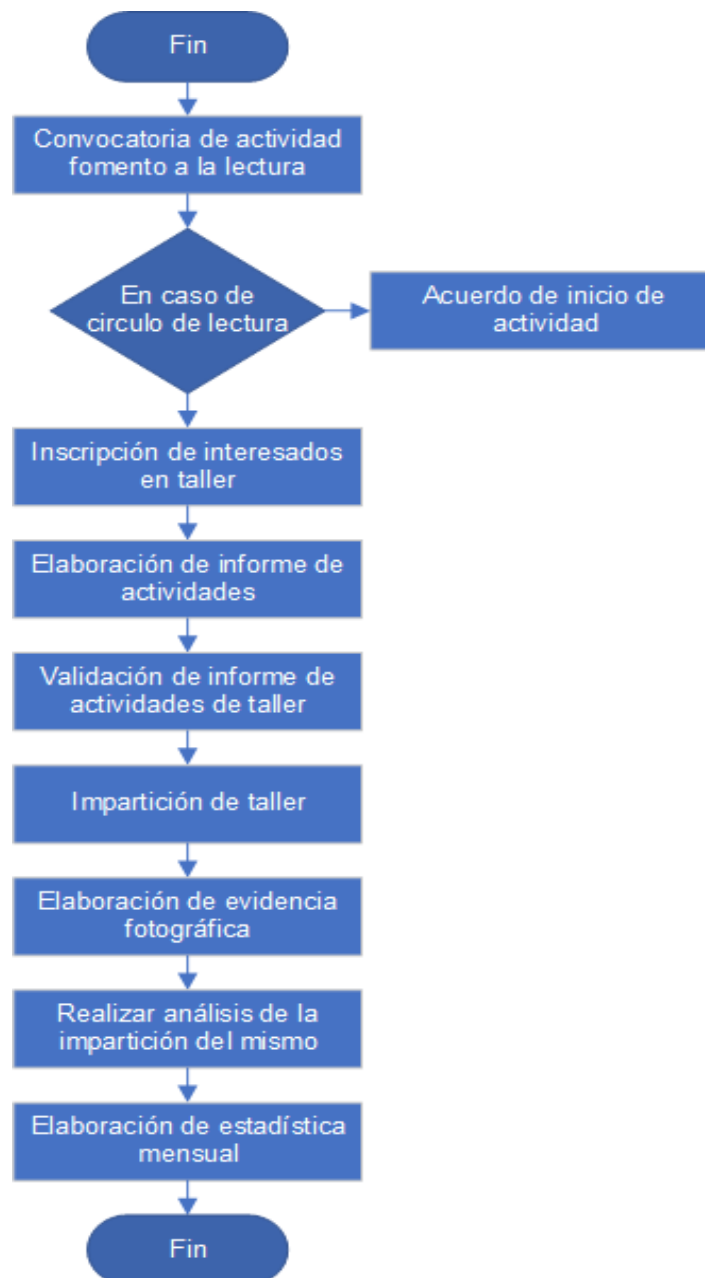 Fin
Convocatoria de actividad
fomento a la lectura
En caso de
circulo de lectura
Acuerdo de inicio de
actividad
Inscripción de interesados
en taller
Elaboración de informe de
actividades
Validación de informe de
actividades de taller
Impartición de taller
Elaboración de evidencia
fotográfica
Realizar análisis de la
impartición del mismo
Elaboración de estadística
mensual
Fin